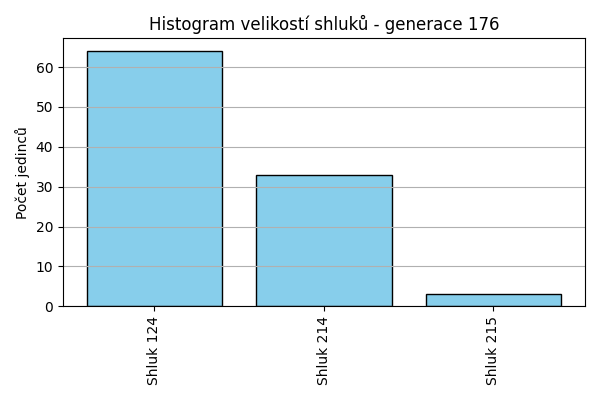 Histogram velikostí shluků - generace 176
Počet jedinců
60
50
40
30
20
10
0
Shluk 124
Shluk 214
Shluk 215